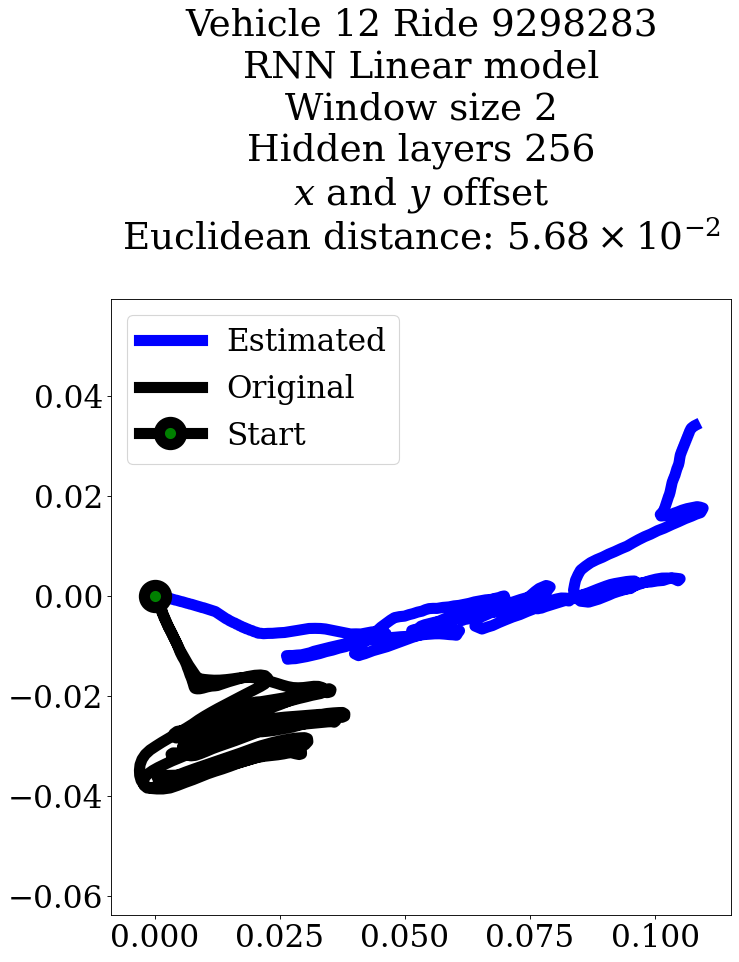 Vehicle 12 Ride 9298283
RNN Linear model
Window size 2
Hidden layers 256
x and y offset
Euclidean distance: 5.68 × 10⁻²
Estimated
Original
Start
0.04
0.02
0.00
−0.02
−0.04
−0.06
0.000 0.025 0.050 0.075 0.100